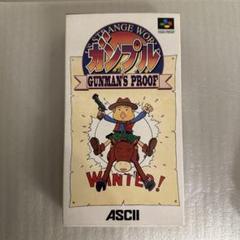 STRANGE WORLD
ガンプル
GUNMAN'S PROOF
WANTED!
ASCII